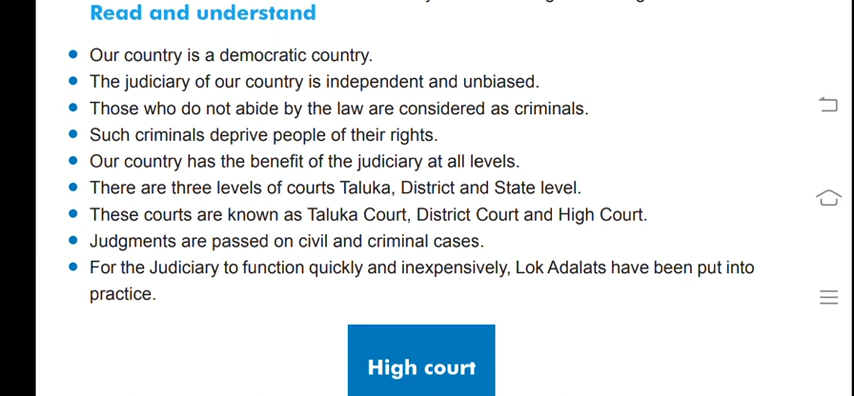 Read and understand
• Our country is a democratic country.
• The judiciary of our country is independent and unbiased.
• Those who do not abide by the law are considered as criminals.
• Such criminals deprive people of their rights.
• Our country has the benefit of the judiciary at all levels.
• There are three levels of courts Taluka, District and State level.
• These courts are known as Taluka Court, District Court and High Court.
• Judgments are passed on civil and criminal cases.
• For the Judiciary to function quickly and inexpensively, Lok Adalats have been put into
practice.
High court